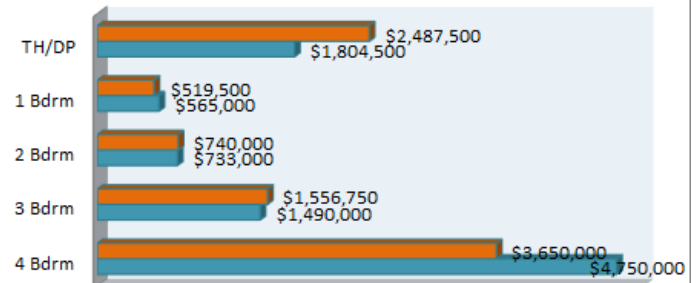 TH/DP
$2,487,500
$1,804,500
1 Bdrm
$519,500
$565,000
2 Bdrm
$740,000
$733,000
3 Bdrm
$1,556,750
$1,490,000
4 Bdrm
$3,650,000
$4,750,000